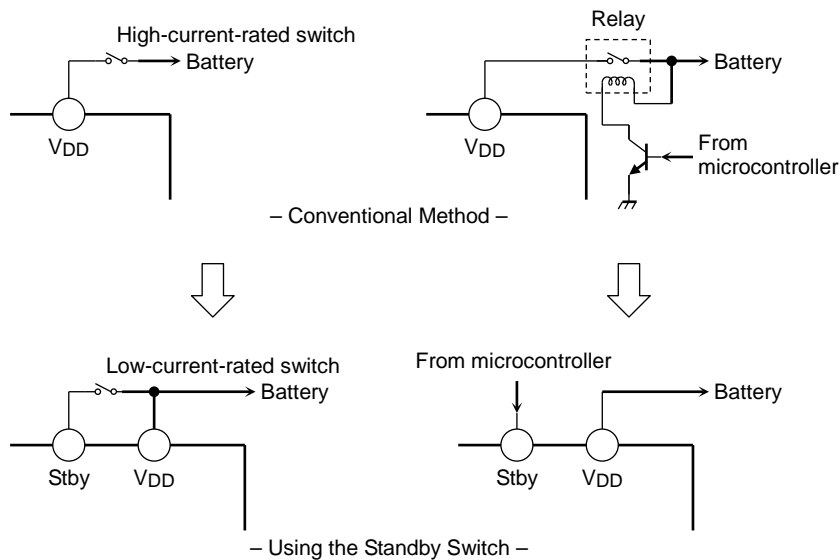 High-current-rated switch
Battery
VDD
Relay
Battery
VDD
From
microcontroller
– Conventional Method –
Low-current-rated switch
Battery
Stby
VDD
From microcontroller
Battery
Stby
VDD
– Using the Standby Switch –